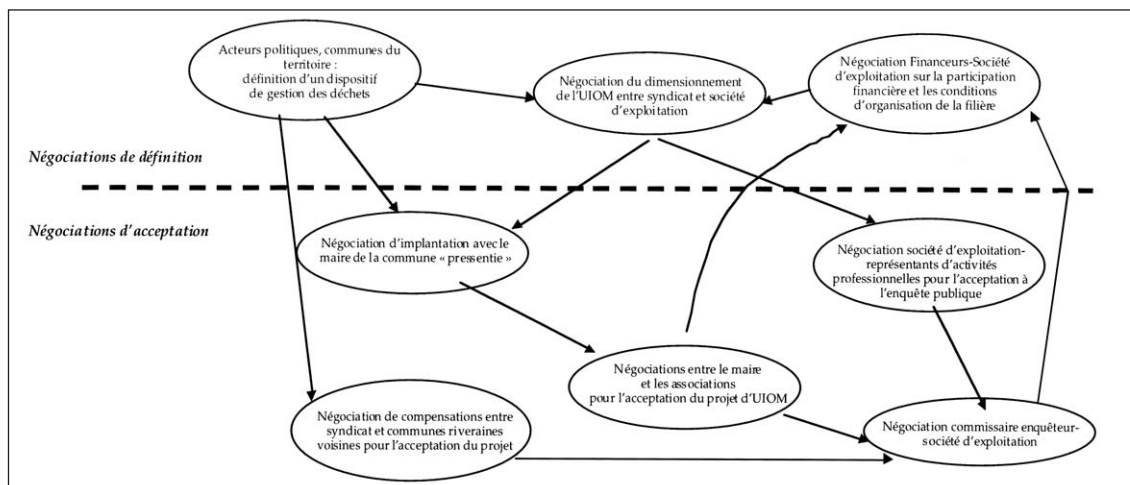 Acteurs politiques, communes du
territoire :
définition d'un dispositif
de gestion des déchets
Négociation du dimensionnement
de l'UIOM entre syndicat et société
d'exploitation
Négociation Financeurs-Société
d'exploitation sur la participation
financière et les conditions
d'organisation de la filière
Négociations de définition
Négociations d'acceptation
Négociation d'implantation avec le
maire de la commune « pressentie »
Négociation société d'exploitation-
représentants d'activités
professionnelles pour l'acceptation à
l'enquête publique
Négociations entre le maire
et les associations
pour l'acceptation du projet d'UIOM
Négociation de compensations entre
syndicat et communes riveraines
voisines pour l'acceptation du projet
Négociation commissaire enquêteur-
société d'exploitation